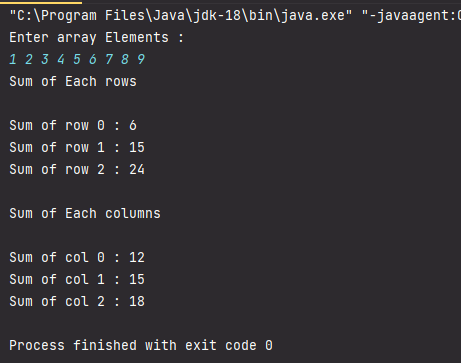 "C:\Program Files\Java\jdk-18\bin\java.exe" "-javaagent:
Enter array Elements :
1 2 3 4 5 6 7 8 9
Sum of Each rows
Sum of row 0 : 6
Sum of row 1 : 15
Sum of row 2 : 24
Sum of Each columns
Sum of col 0 : 12
Sum of col 1 : 15
Sum of col 2 : 18
Process finished with exit code 0